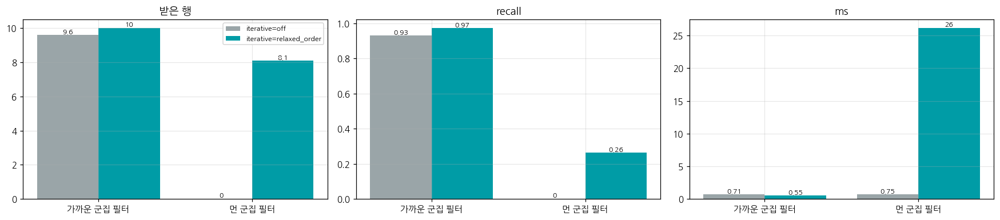 받은 행
10
8
6
4
2
0
9.6
10
0
8.1
iterative=off
iterative=relaxed_order
가까운 군집 필터
먼 군집 필터
recall
1.0
0.8
0.6
0.4
0.2
0.0
0.93
0.97
0
0.26
가까운 군집 필터
먼 군집 필터
ms
25
20
15
10
5
0
0.71
0.55
0.75
26
가까운 군집 필터
먼 군집 필터